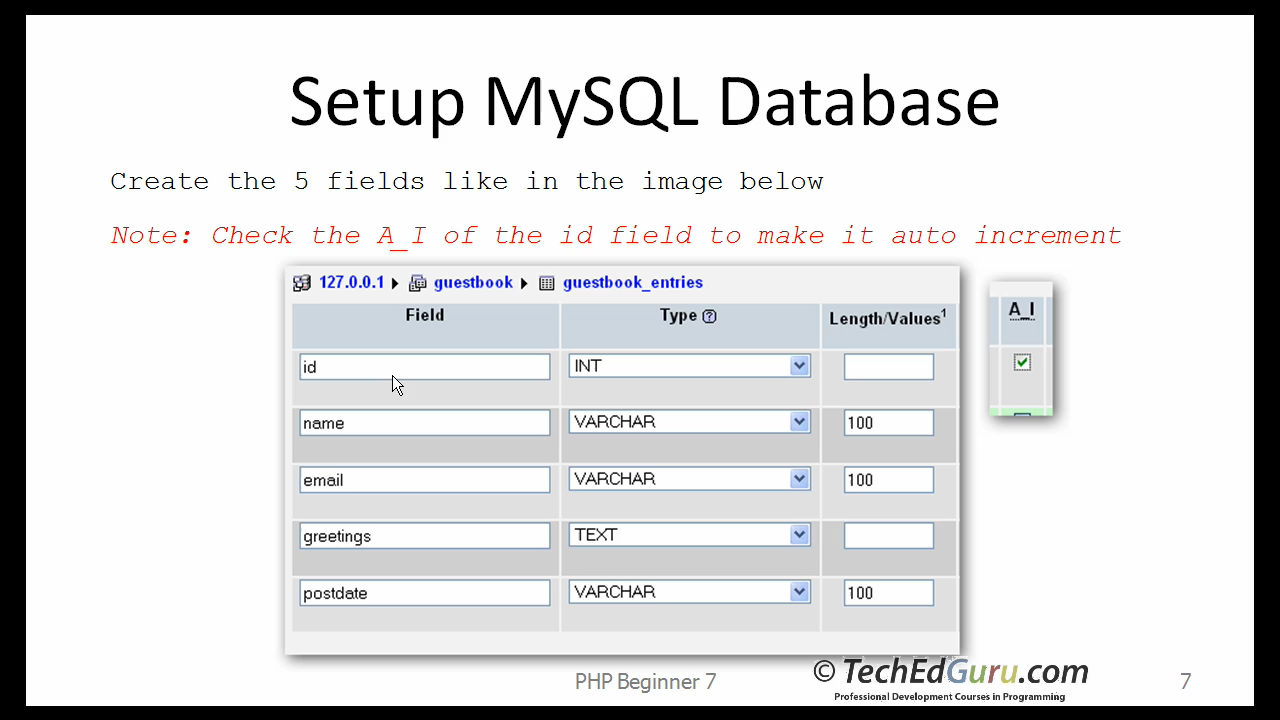 Setup MySQL Database
Create the 5 fields like in the image below
Note: Check the A_I of the id field to make it auto increment
127.0.0.1 guestbook guestbook_entries
Field Type ? Length/Values1 A_I
id INT
name VARCHAR 100
email VARCHAR 100
greetings TEXT
postdate VARCHAR 100
© TechEdGuru.com
Professional Development Courses in Programming
PHP Beginner 7
7